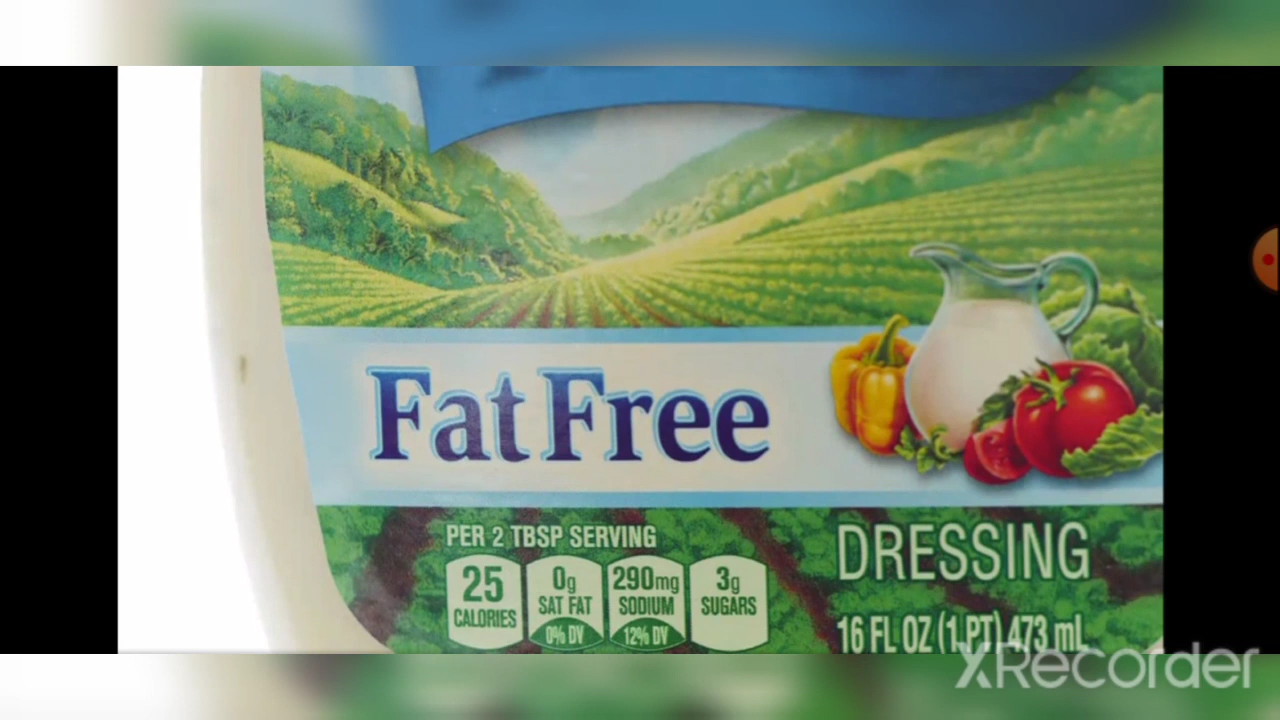 Fat Free
PER 2 TBSP SERVING
25
CALORIES
0g
SAT FAT
0% DV
290mg
SODIUM
12% DV
3g
SUGARS
DRESSING
16 FL OZ (1 PT) 473 mL
XRecorder